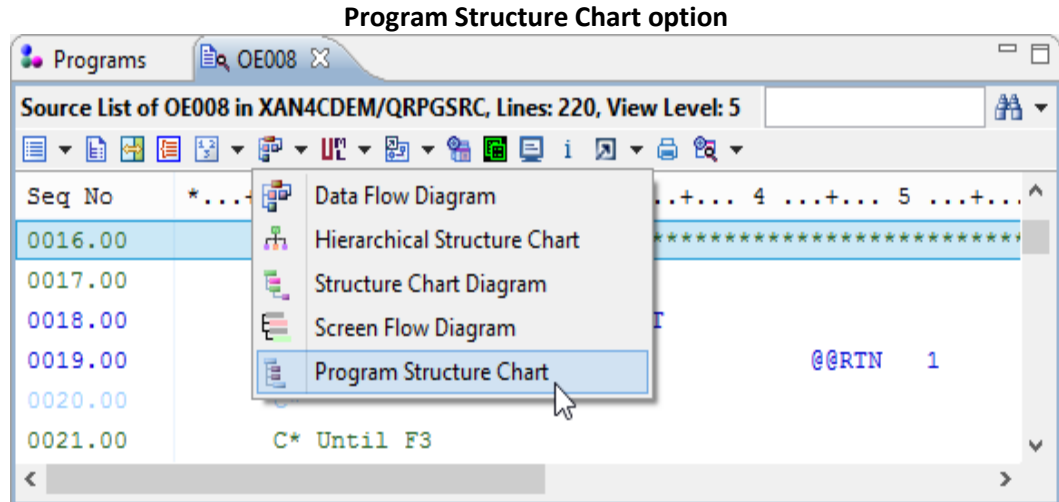 Program Structure Chart option
Programs OE008
Source List of OE008 in XAN4CDEM/QRPGSRC, Lines: 220, View Level: 5
Seq No *...+ ..+... 4 ...+... 5 ...+...
Data Flow Diagram
0016.00 ****************************
Hierarchical Structure Chart
0017.00
Structure Chart Diagram
0018.00 T
Screen Flow Diagram
0019.00 @@RTN 1
Program Structure Chart
0020.00
0021.00 C* Until F3